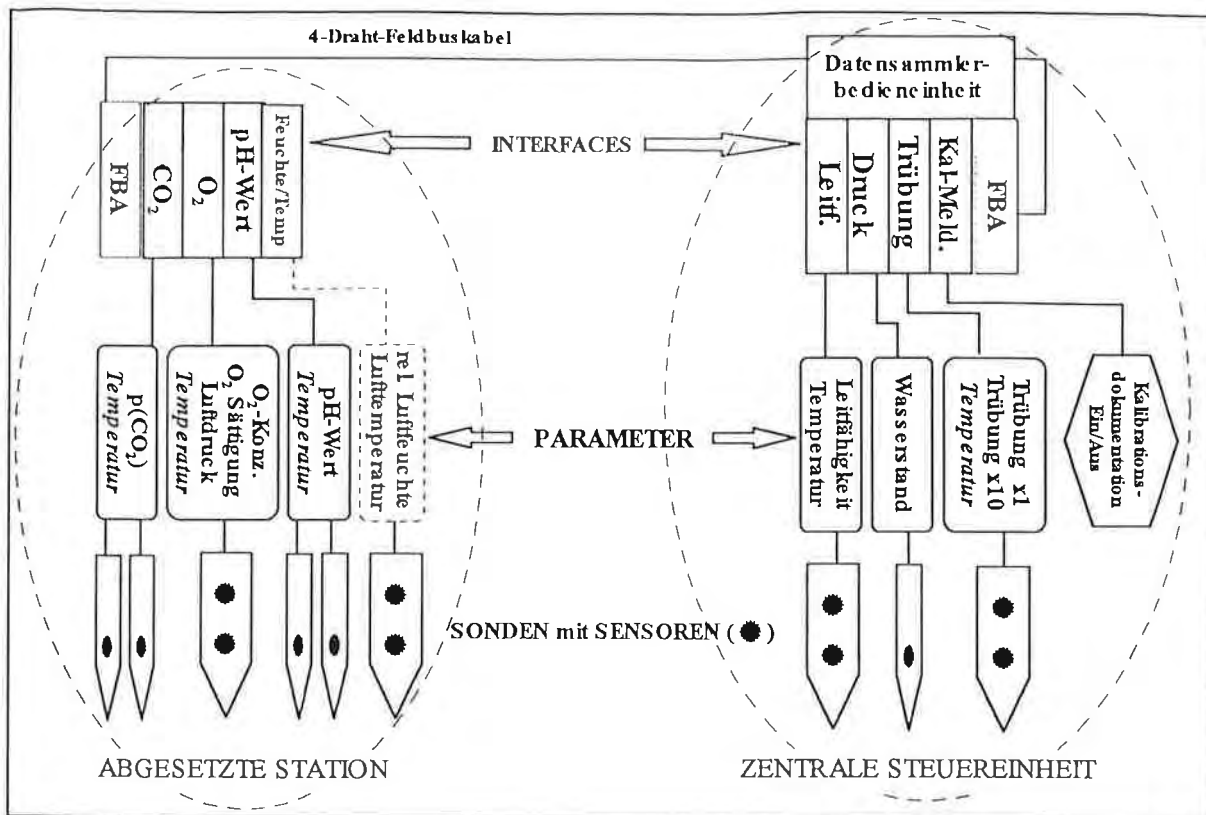 4-Draht-Feldbuskabel
Datensammler-
bedieneinheit
FBA
CO₂
O₂
pH-Wert
Feuchte/Temp
INTERFACES
Leitf.
Druck
Trübung
Kal-Meld.
FBA
p(CO₂)
Temperatur
O₂-Konz.
O₂ Sättigung
Luftdruck
Temperatur
pH-Wert
Temperatur
rel Luftfeuchte
Lufttemperatur
PARAMETER
Leitfähigkeit
Temperatur
Wasserstand
Trübung x1
Trübung x10
Temperatur
Kalibrations-
dokumentation
Ein/Aus
SONDEN mit SENSOREN ( )
ABGESETZTE STATION
ZENTRALE STEUEREINHEIT